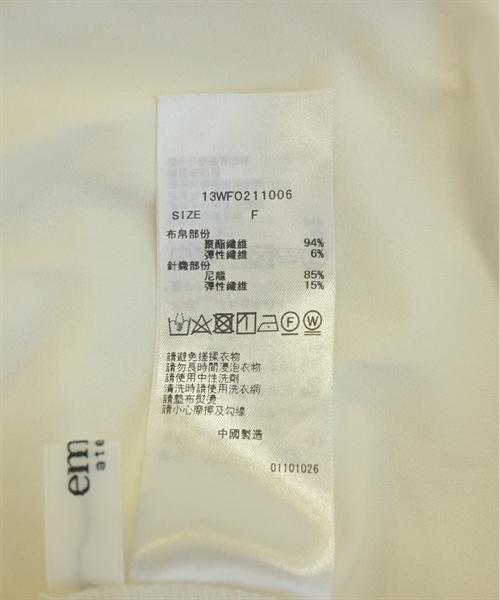 13WFO211006
SIZE F
布帛部份
聚酯纖維 94%
彈性纖維 6%
針織部份
尼龍 85%
彈性纖維 15%
F W
請避免搓揉衣物
請勿長時間浸泡衣物
請使用中性洗劑
清洗時請使用洗衣網
請墊布熨燙
請小心摩擦及勾線
中國製造
01101026
em
ate